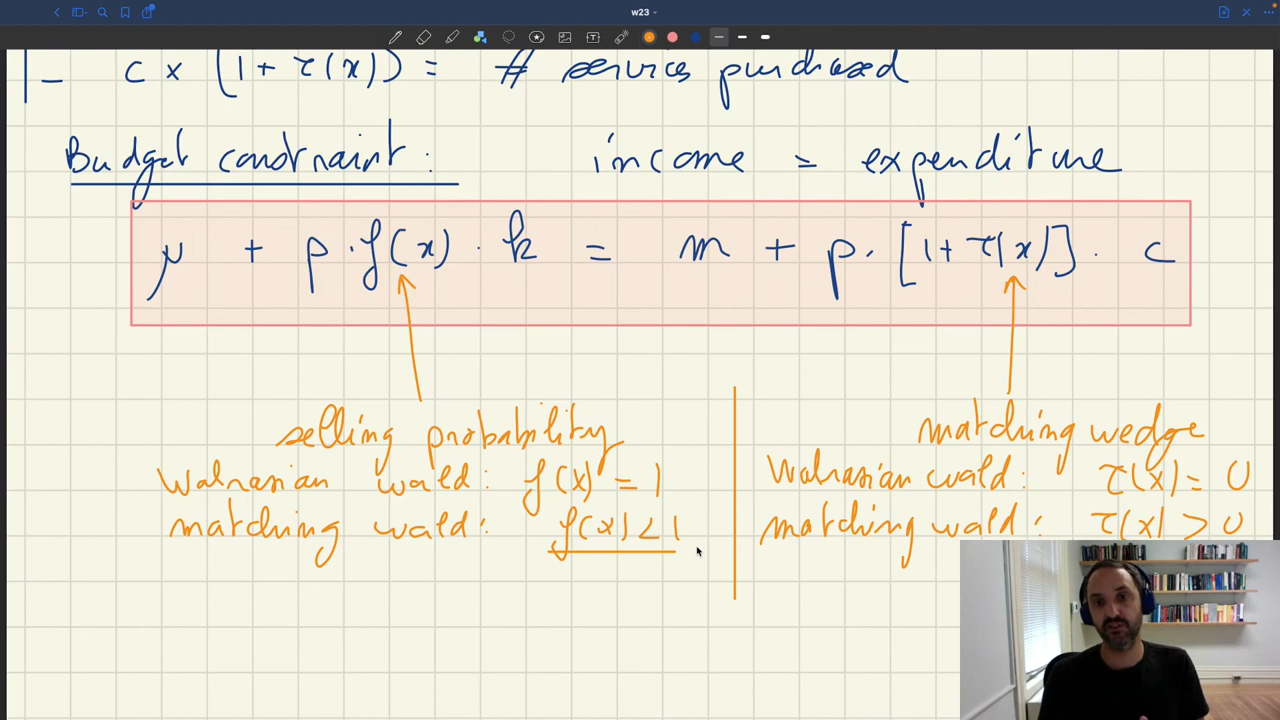 w23
- c x (1 + τ(x)) = # services purchased
Budget constraint: income = expenditure
μ + p · f(x) · k = m + p · [1 + τ(x)] · c
selling probability
Walrasian world: f(x) = 1
matching world: f(x) < 1
matching wedge
Walrasian world: τ(x) = 0
matching world: τ(x) > 0